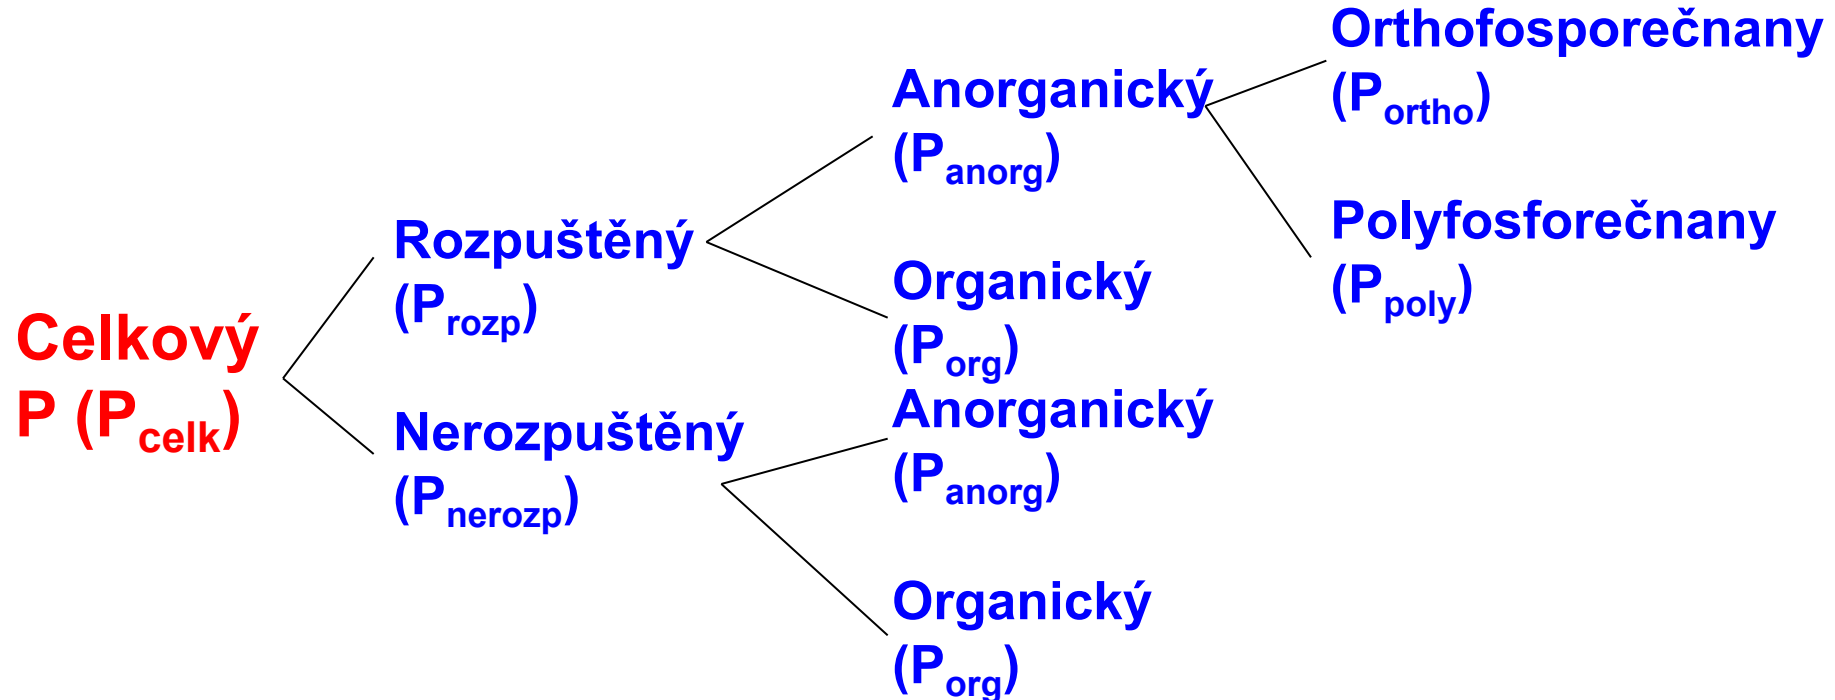 Celkový
P (Pcelk)
Rozpuštěný
(Prozp)
Nerozpuštěný
(Pnerozp)
Anorganický
(Panorg)
Organický
(Porg)
Anorganický
(Panorg)
Organický
(Porg)
Orthofosporečnany
(Portho)
Polyfosforečnany
(Ppoly)